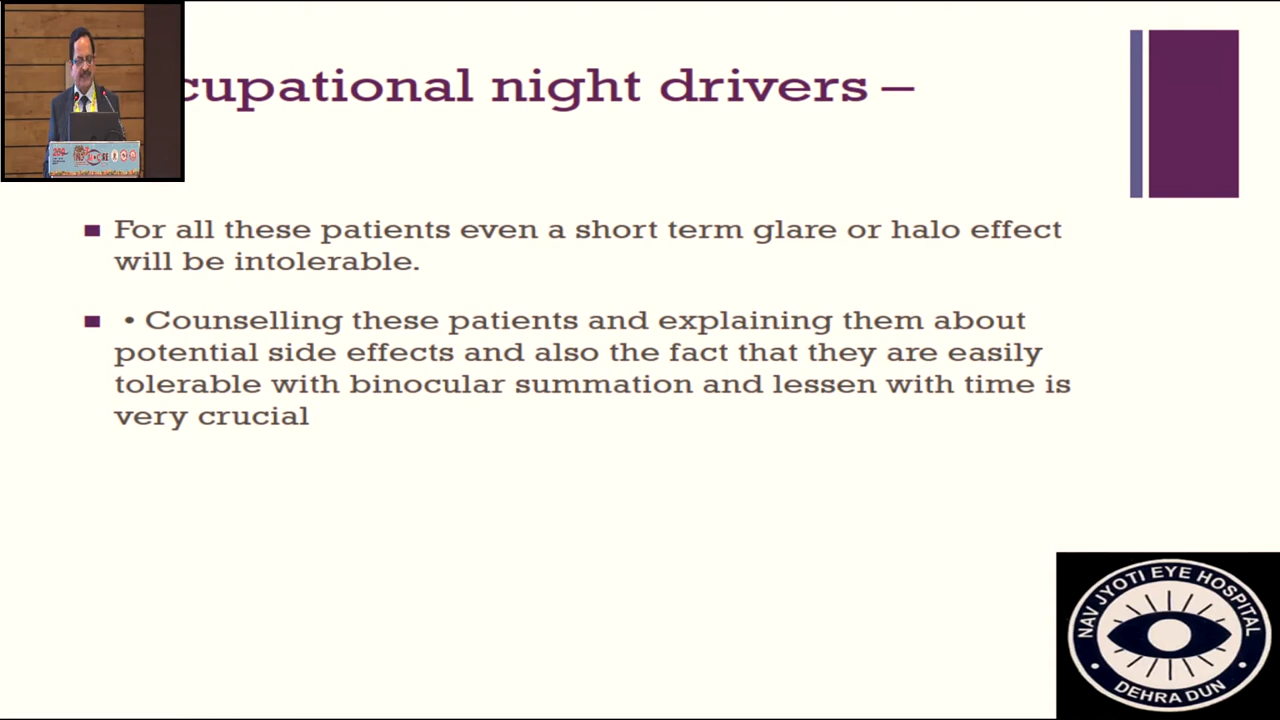 cupational night drivers –
■ For all these patients even a short term glare or halo effect
will be intolerable.
■ • Counselling these patients and explaining them about
potential side effects and also the fact that they are easily
tolerable with binocular summation and lessen with time is
very crucial
NAV JYOTI EYE HOSPITAL
• DEHRA DUN •